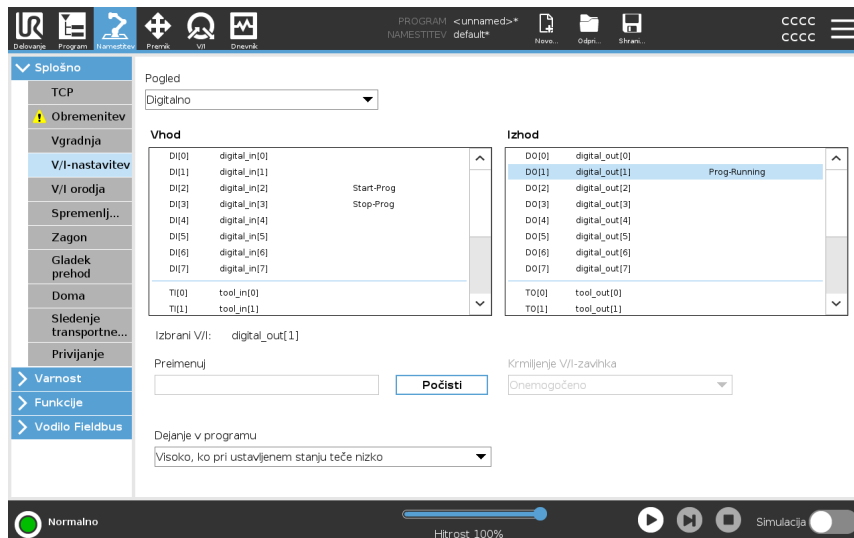 UR
PROGRAM <unnamed>*
NAMESTITEV default*
CCCC
CCCC
Delovanje Program Namestitev Premik V/I Dnevnik Novo... Odpri... Shrani...
Splošno
TCP
Obremenitev
Vgradnja
V/I-nastavitev
V/I orodja
Spremenlj...
Zagon
Gladek
prehod
Doma
Sledenje
transportne...
Privijanje
Varnost
Funkcije
Vodilo Fieldbus
Pogled
Digitalno
Vhod
DI[0] digital_in[0]
DI[1] digital_in[1]
DI[2] digital_in[2] Start-Prog
DI[3] digital_in[3] Stop-Prog
DI[4] digital_in[4]
DI[5] digital_in[5]
DI[6] digital_in[6]
DI[7] digital_in[7]
TI[0] tool_in[0]
TI[1] tool_in[1]
Izhod
DO[0] digital_out[0]
DO[1] digital_out[1] Prog-Running
DO[2] digital_out[2]
DO[3] digital_out[3]
DO[4] digital_out[4]
DO[5] digital_out[5]
DO[6] digital_out[6]
DO[7] digital_out[7]
TO[0] tool_out[0]
TO[1] tool_out[1]
Izbrani V/I: digital_out[1]
Preimenuj
Počisti
Krmiljenje V/I-zavihka
Onemogočeno
Dejanje v programu
Visoko, ko pri ustavljenem stanju teče nizko
Normalno
Hitrost 100%
Simulacija